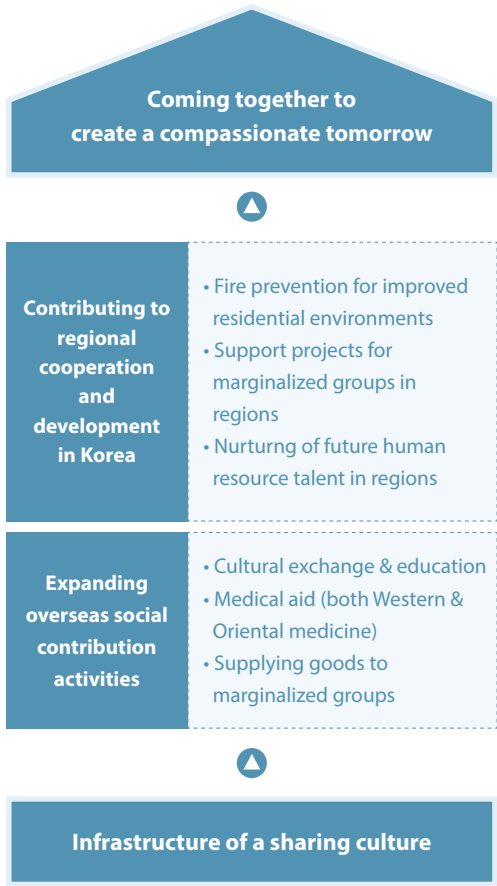 Coming together to
create a compassionate tomorrow
Contributing to
regional
cooperation
and
development
in Korea
• Fire prevention for improved
residential environments
• Support projects for
marginalized groups in
regions
• Nurturng of future human
resource talent in regions
Expanding
overseas social
contribution
activities
• Cultural exchange & education
• Medical aid (both Western &
Oriental medicine)
• Supplying goods to
marginalized groups
Infrastructure of a sharing culture